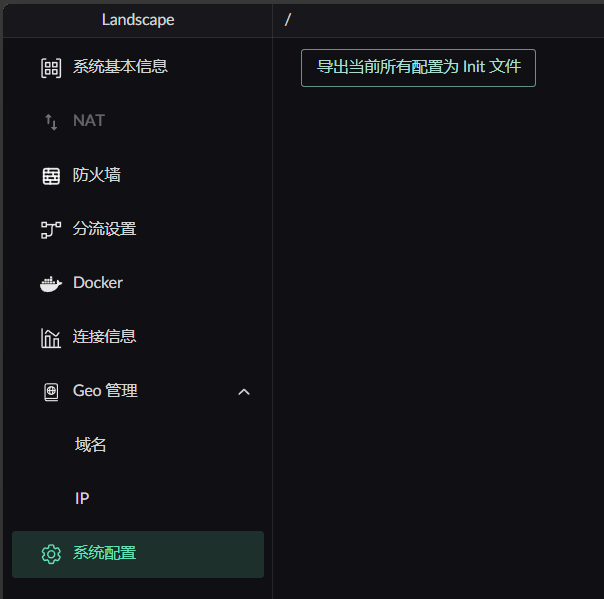 Landscape
/
系统基本信息
导出当前所有配置为 Init 文件
NAT
防火墙
分流设置
Docker
连接信息
Geo 管理
域名
IP
系统配置